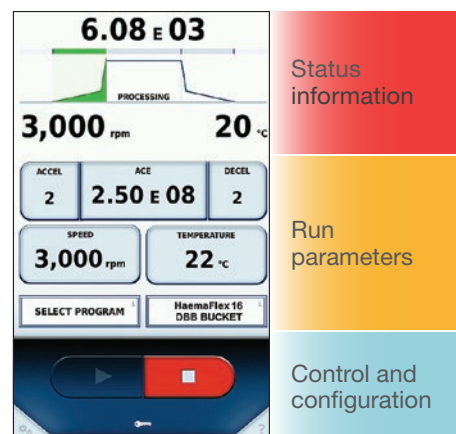 6.08 E 03
PROCESSING
3,000 rpm 20 °C
ACCEL ACE DECEL
2 2.50 E 08 2
SPEED TEMPERATURE
3,000 rpm 22 °C
SELECT PROGRAM HaemaFlex 16
DBB BUCKET
?
Status
information
Run
parameters
Control and
configuration